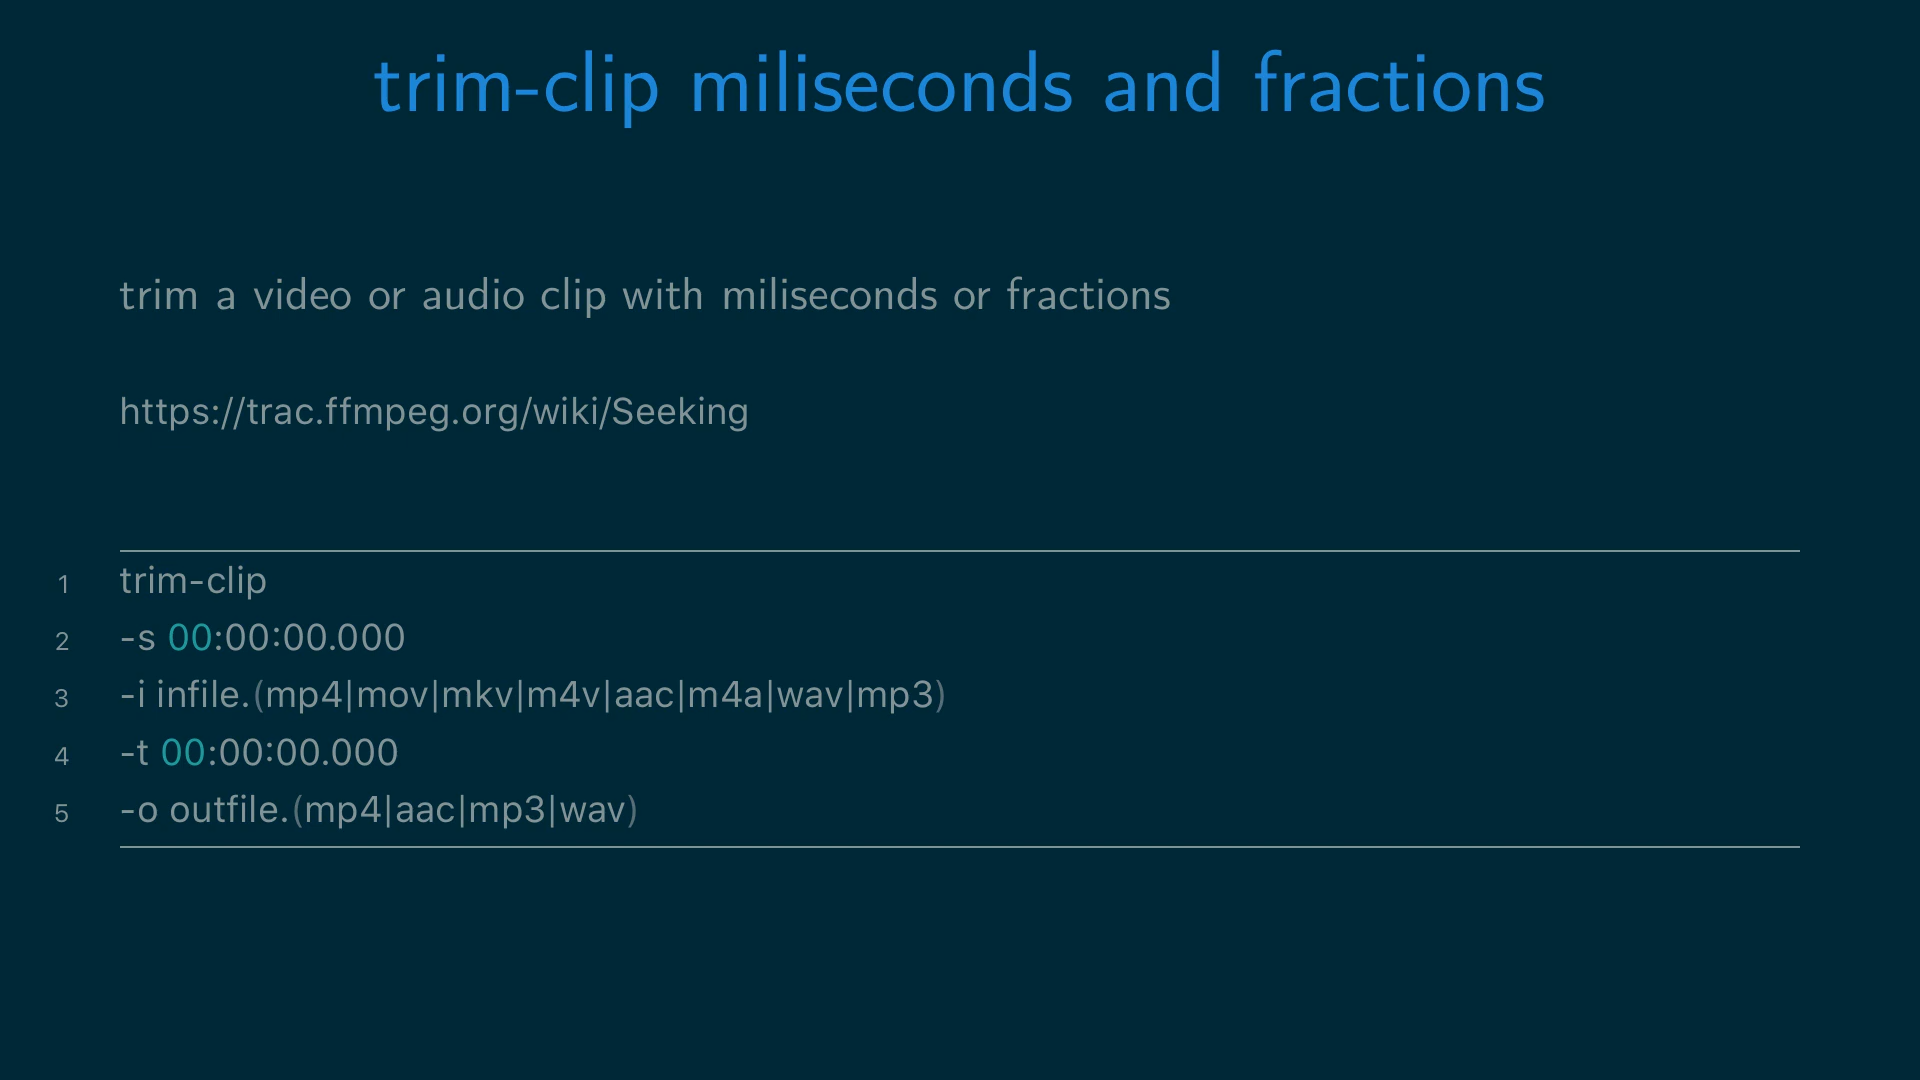 trim-clip miliseconds and fractions
trim a video or audio clip with miliseconds or fractions
https://trac.ffmpeg.org/wiki/Seeking
1 trim-clip
2 -s 00:00:00.000
3 -i infile.(mp4|mov|mkv|m4v|aac|m4a|wav|mp3)
4 -t 00:00:00.000
5 -o outfile.(mp4|aac|mp3|wav)